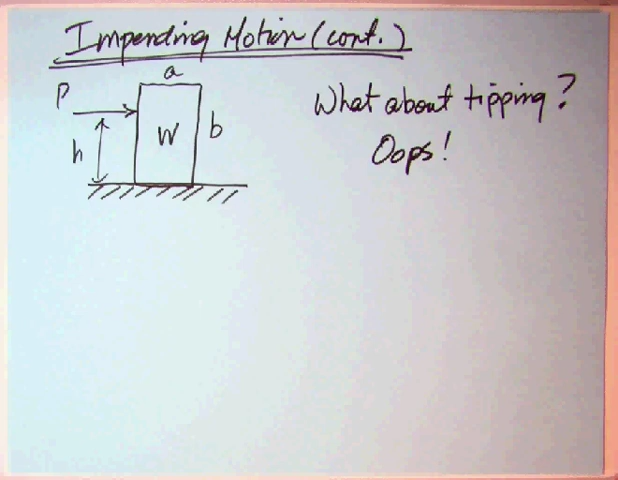 Impending Motion (cont.)
a
P
What about tipping?
W
b
h
Oops!